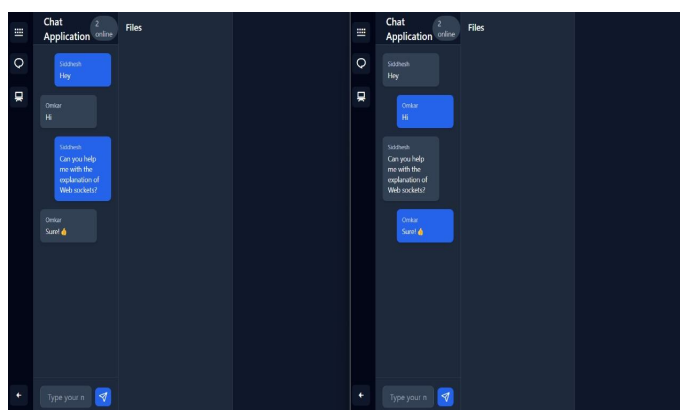 Chat
Application
2
online
Files
Siddhesh
Hey
Omkar
Hi
Siddhesh
Can you help
me with the
explanation of
Web sockets?
Omkar
Sure!👍
Type your n
Chat
Application
2
online
Files
Siddhesh
Hey
Omkar
Hi
Siddhesh
Can you help
me with the
explanation of
Web sockets?
Omkar
Sure!👍
Type your n